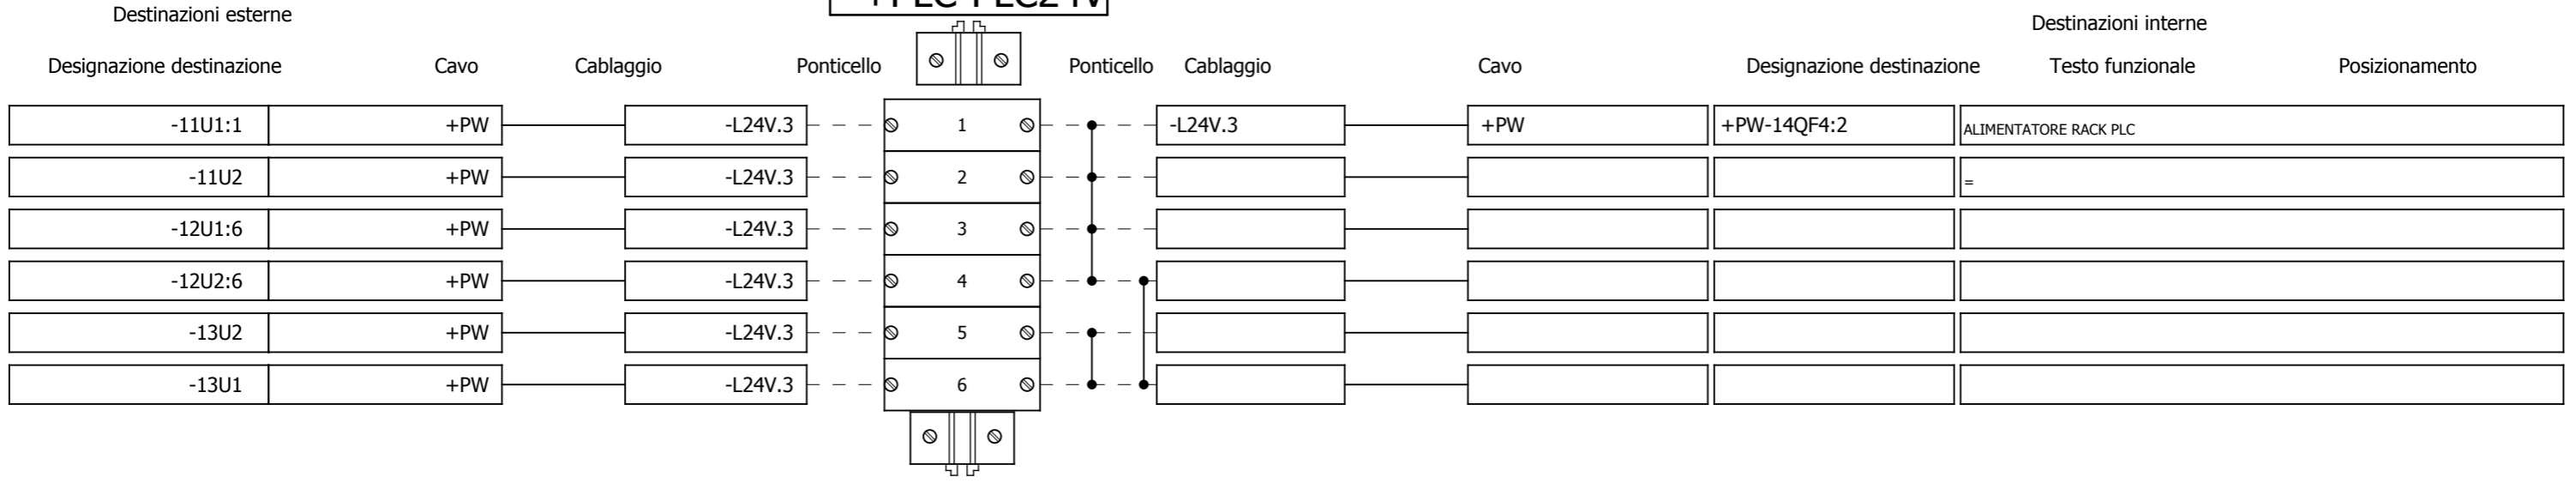 +PLC-PLC24V
Destinazioni esterne
Destinazioni interne
Designazione destinazione Cavo Cablaggio Ponticello Ponticello Cablaggio Cavo Designazione destinazione Testo funzionale Posizionamento
-11U1:1 +PW -L24V.3 1 -L24V.3 +PW +PW-14QF4:2 ALIMENTATORE RACK PLC
-11U2 +PW -L24V.3 2 =
-12U1:6 +PW -L24V.3 3
-12U2:6 +PW -L24V.3 4
-13U2 +PW -L24V.3 5
-13U1 +PW -L24V.3 6